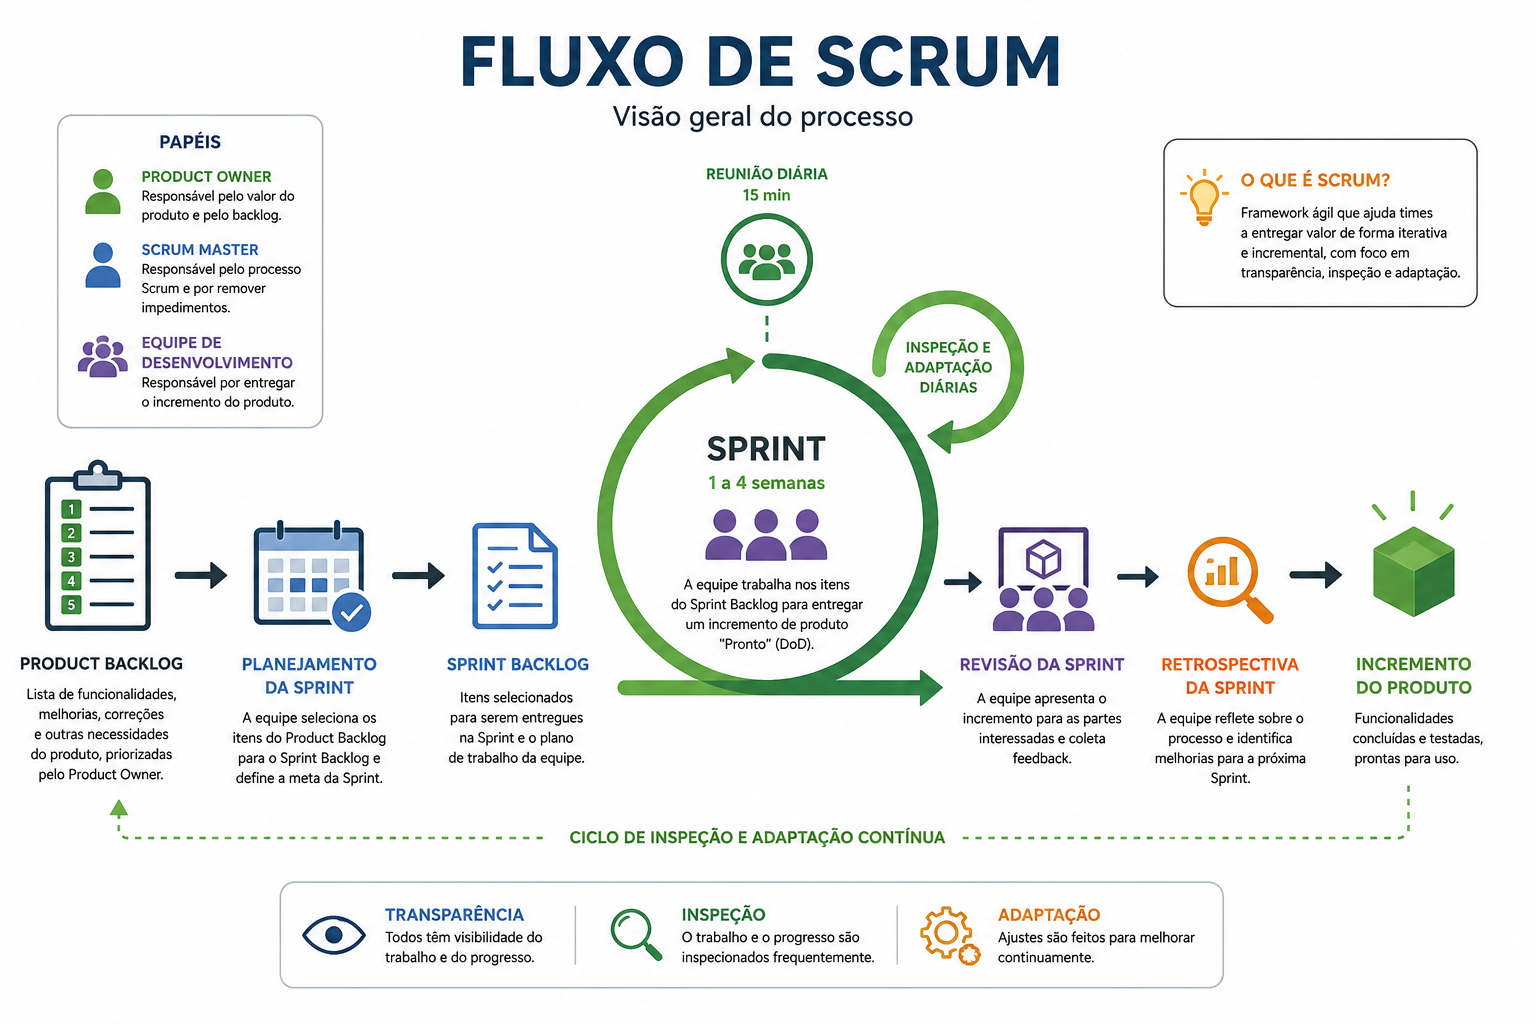 FLUXO DE SCRUM
Visão geral do processo
PAPÉIS
PRODUCT OWNER
Responsável pelo valor do
produto e pelo backlog.
SCRUM MASTER
Responsável pelo processo
Scrum e por remover
impedimentos.
EQUIPE DE
DESENVOLVIMENTO
Responsável por entregar
o incremento do produto.
REUNIÃO DIÁRIA
15 min
O QUE É SCRUM?
Framework ágil que ajuda times
a entregar valor de forma iterativa
e incremental, com foco em
transparência, inspeção e adaptação.
INSPEÇÃO E
ADAPTAÇÃO
DIÁRIAS
1
2
3
4
5
PRODUCT BACKLOG
Lista de funcionalidades,
melhorias, correções
e outras necessidades
do produto, priorizadas
pelo Product Owner.
PLANEJAMENTO
DA SPRINT
A equipe seleciona os
itens do Product Backlog
para o Sprint Backlog e
define a meta da Sprint.
SPRINT BACKLOG
Itens selecionados
para serem entregues
na Sprint e o plano
de trabalho da equipe.
SPRINT
1 a 4 semanas
A equipe trabalha nos itens
do Sprint Backlog para entregar
um incremento de produto
"Pronto" (DoD).
REVISÃO DA SPRINT
A equipe apresenta o
incremento para as partes
interessadas e coleta
feedback.
RETROSPECTIVA
DA SPRINT
A equipe reflete sobre o
processo e identifica
melhorias para a próxima
Sprint.
INCREMENTO
DO PRODUTO
Funcionalidades
concluídas e testadas,
prontas para uso.
CICLO DE INSPEÇÃO E ADAPTAÇÃO CONTÍNUA
TRANSPARÊNCIA
Todos têm visibilidade do
trabalho e do progresso.
INSPEÇÃO
O trabalho e o progresso são
inspecionados frequentemente.
ADAPTAÇÃO
Ajustes são feitos para melhorar
continuamente.